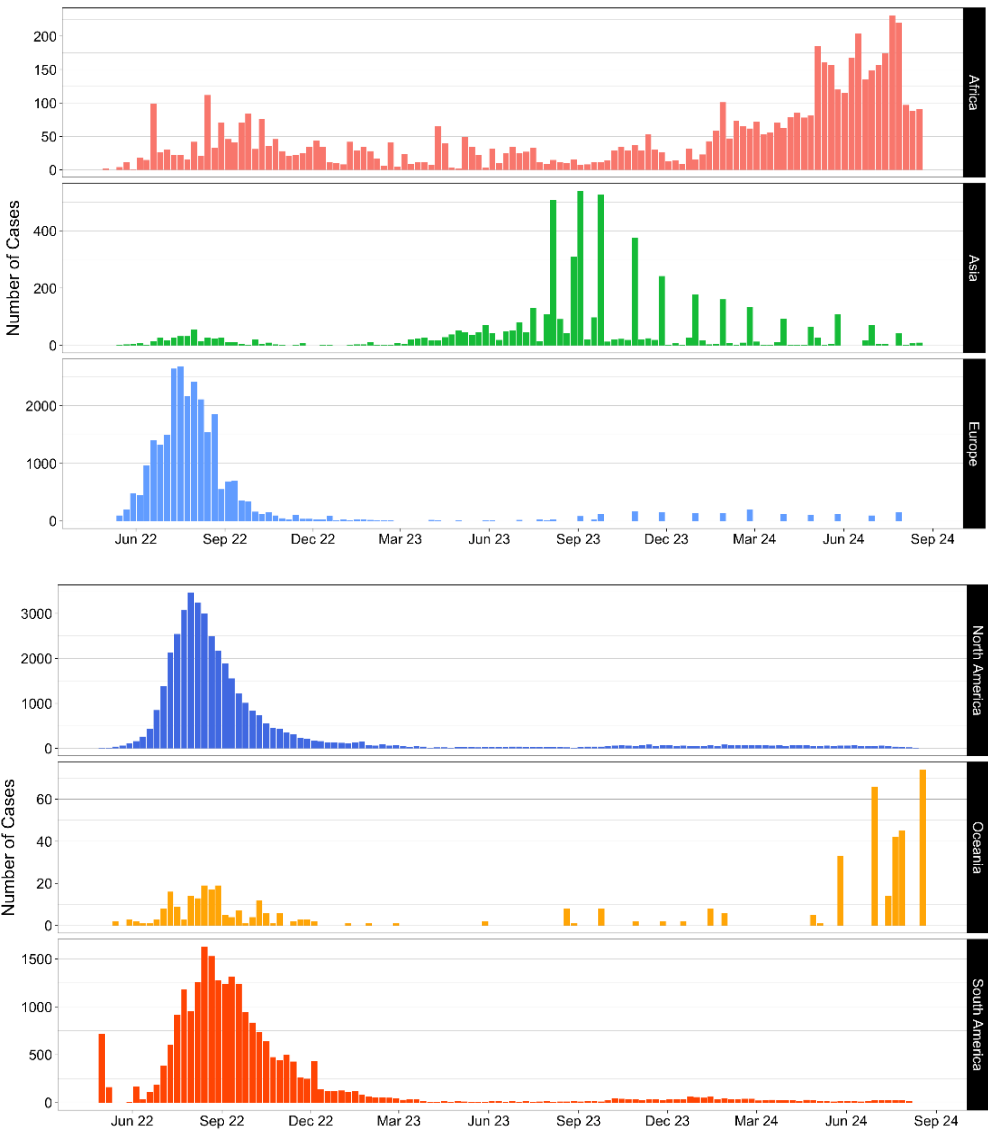 200
150
100
50
0
Africa
400
200
0
Asia
Number of Cases
2000
1000
0
Europe
Jun 22 Sep 22 Dec 22 Mar 23 Jun 23 Sep 23 Dec 23 Mar 24 Jun 24 Sep 24
3000
2000
1000
0
North America
60
40
20
0
Oceania
Number of Cases
1500
1000
500
0
South America
Jun 22 Sep 22 Dec 22 Mar 23 Jun 23 Sep 23 Dec 23 Mar 24 Jun 24 Sep 24